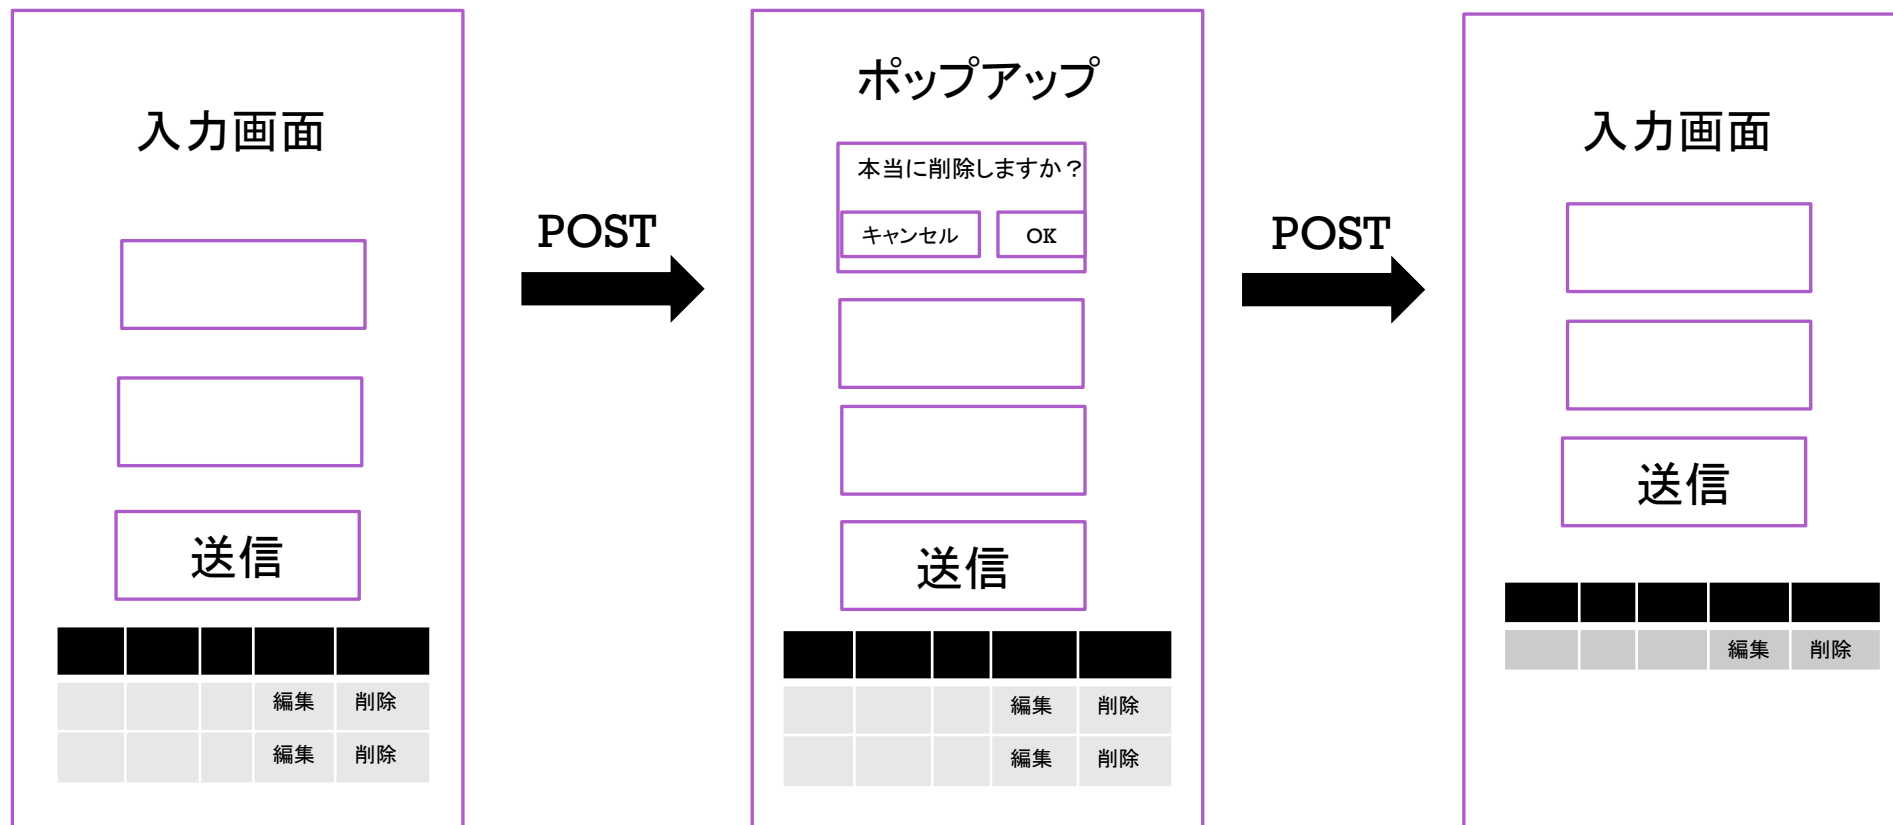 入力画面
送信
編集 削除
編集 削除
POST
ポップアップ
本当に削除しますか?
キャンセル OK
送信
編集 削除
編集 削除
POST
入力画面
送信
編集 削除